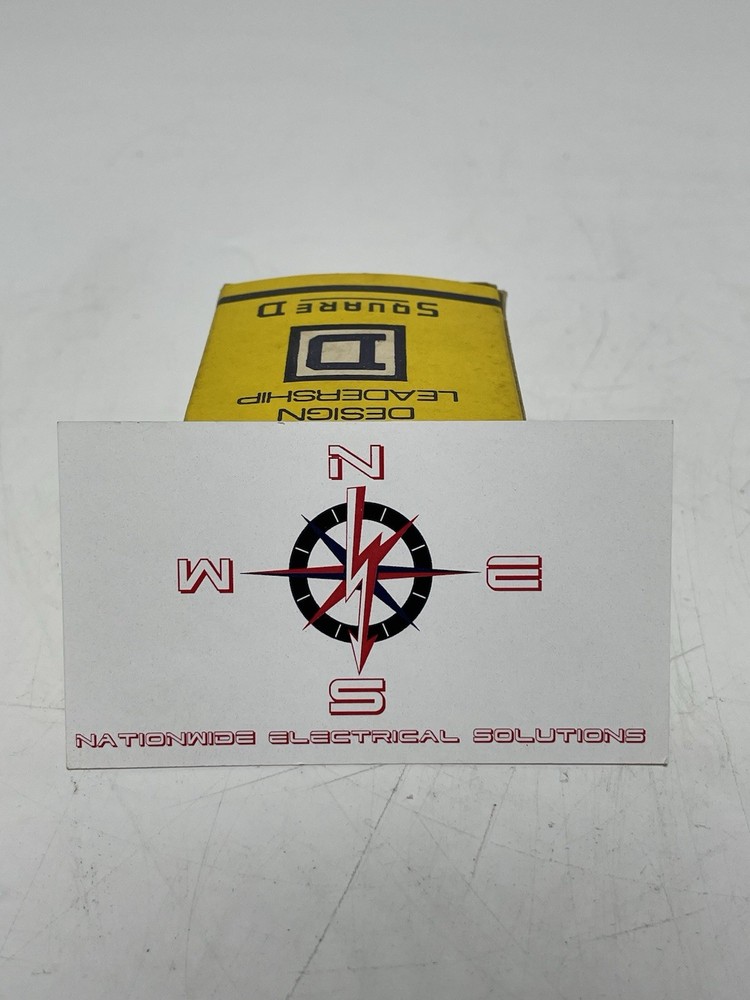 SQUARE D
D
DESIGN
LEADERSHIP
N
W E
S
NATIONWIDE ELECTRICAL SOLUTIONS